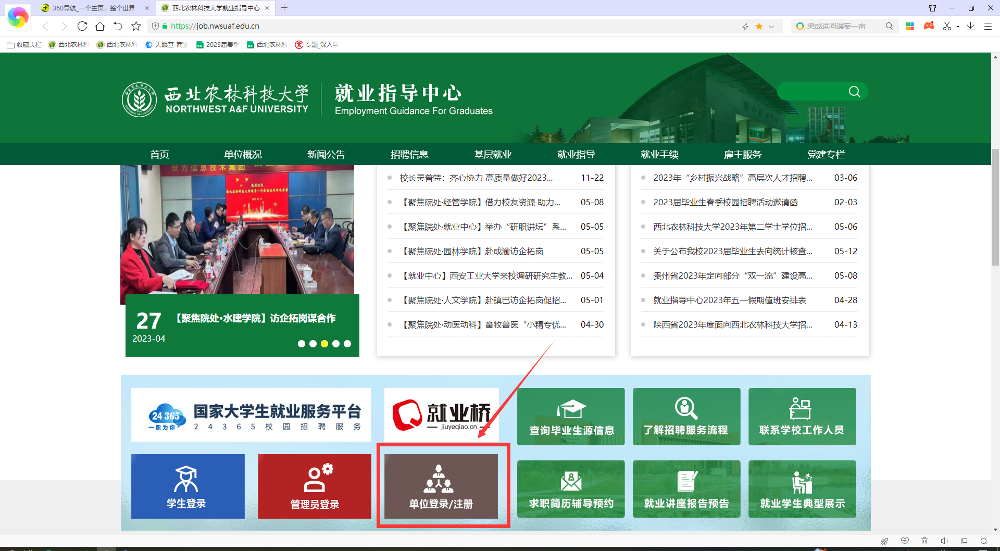 360导航_一个主页，整个世界
西北农林科技大学就业指导中心
https://job.nwsuaf.edu.cn
梁成运间谍案一审
收藏夹栏
西北农林科
西北农林科
天眼查-商业
2023届春季
西北农林科
专题_深入学
西北农林科技大学
NORTHWEST A&F UNIVERSITY
就业指导中心
Employment Guidance For Graduates
首页
单位概况
新闻公告
招聘信息
基层就业
就业指导
就业手续
雇主服务
党建专栏
世方信息技术集团
27
2023-04
【聚焦院处·水建学院】访企拓岗谋合作
校长吴普特：齐心协力 高质量做好2023... 11-22
【聚焦院处·经管学院】借力校友资源 助力... 05-08
【聚焦院处·就业中心】举办“研职讲坛”系... 05-05
【聚焦院处·园林学院】赴成渝访企拓岗 05-05
【就业中心】西安工业大学来校调研研究生教... 05-04
【聚焦院处·人文学院】赴镇巴访企拓岗促招... 05-01
【聚焦院处·动医动科】畜牧兽医“小精专优... 04-30
2023年“乡村振兴战略”高层次人才招聘... 03-06
2023届毕业生春季校园招聘活动邀请函 02-03
西北农林科技大学2023年第二学士学位招... 05-06
关于公布我校2023届毕业生去向统计核查... 05-12
贵州省2023年定向部分“双一流”建设高... 05-08
就业指导中心2023年五一假期值班安排表 04-28
陕西省2023年度面向西北农林科技大学招... 04-13
24 365
一职为你
国家大学生就业服务平台
24365校园招聘服务
就业桥
jiuyeqiao.cn
查询毕业生源信息
了解招聘服务流程
联系学校工作人员
学生登录
管理员登录
单位登录/注册
求职简历辅导预约
就业讲座报告预告
就业学生典型展示